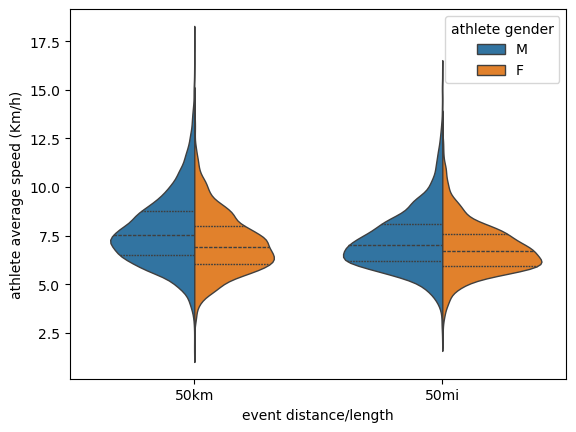 athlete average speed (Km/h)
17.5
15.0
12.5
10.0
7.5
5.0
2.5
athlete gender
M
F
50km
50mi
event distance/length